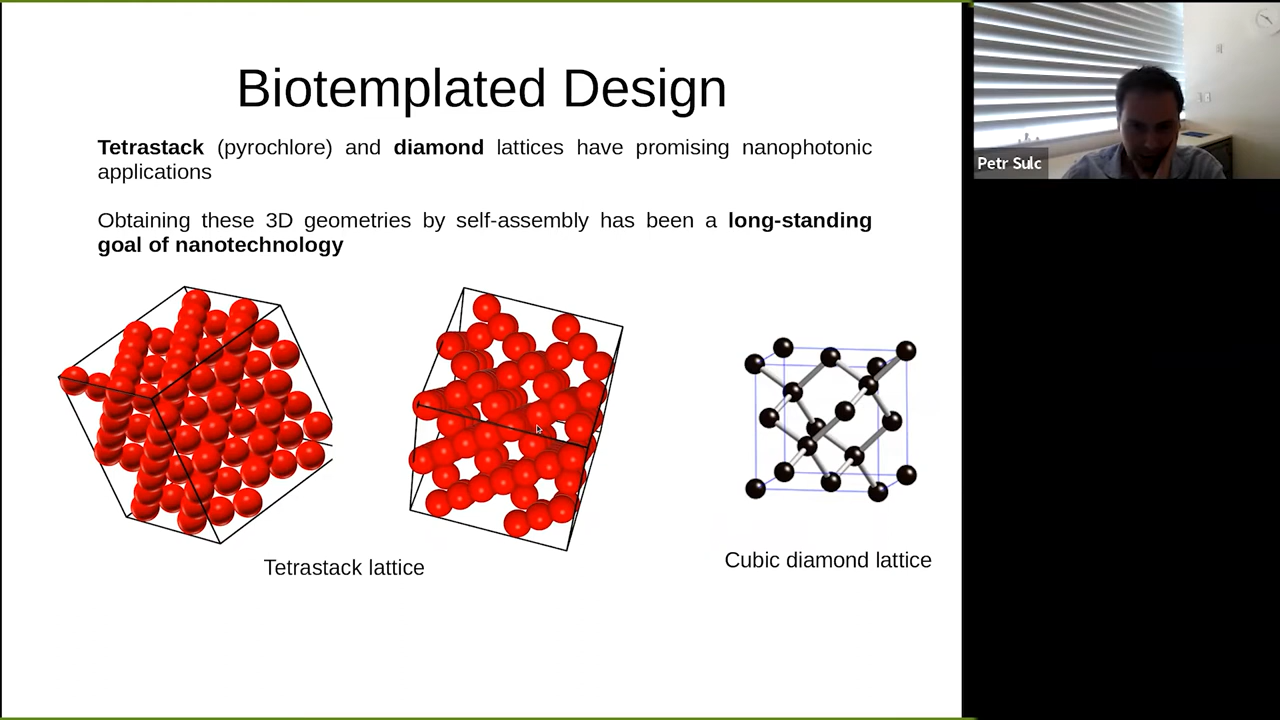 Biotemplated Design
Tetrastack (pyrochlore) and diamond lattices have promising nanophotonic
applications
Obtaining these 3D geometries by self-assembly has been a long-standing
goal of nanotechnology
Tetrastack lattice
Cubic diamond lattice
Petr Sulc